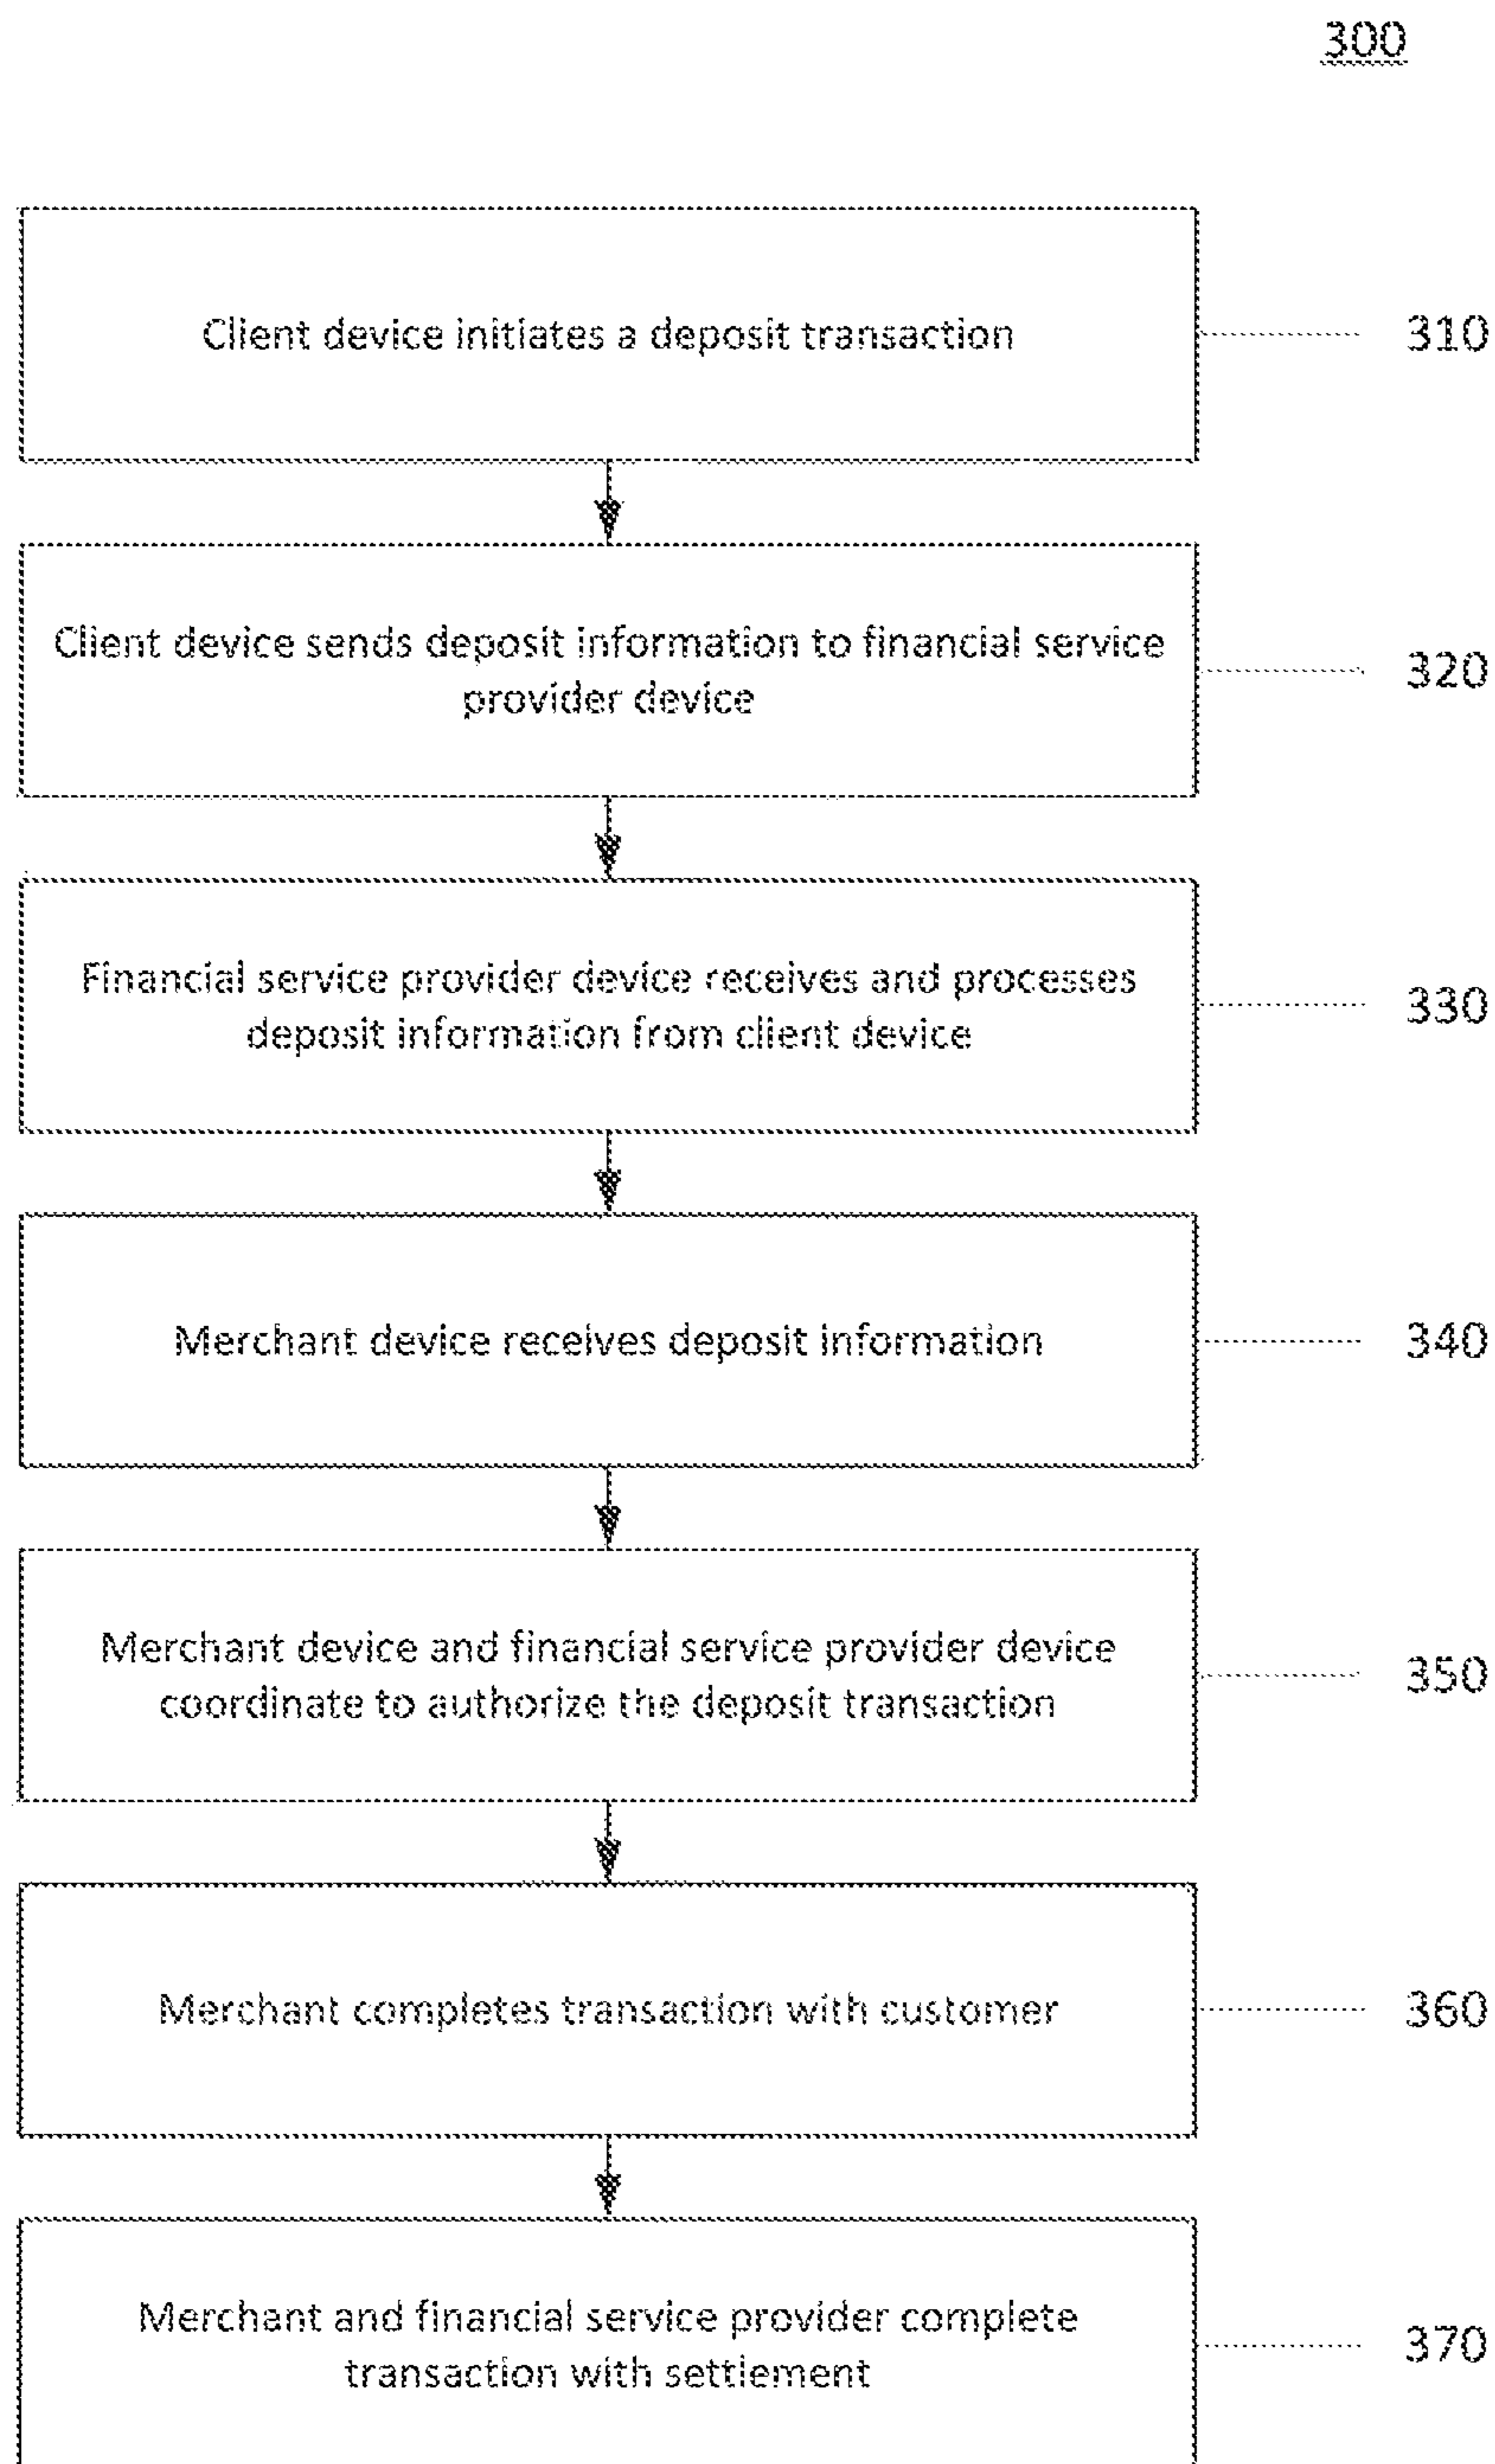 300
Client device initiates a deposit transaction
310
Client device sends deposit information to financial service
provider device
320
Financial service provider device receives and processes
deposit information from client device
330
Merchant device receives deposit information
340
Merchant device and financial service provider device
coordinate to authorize the deposit transaction
350
Merchant completes transaction with customer
360
Merchant and financial service provider complete
transaction with settlement
370